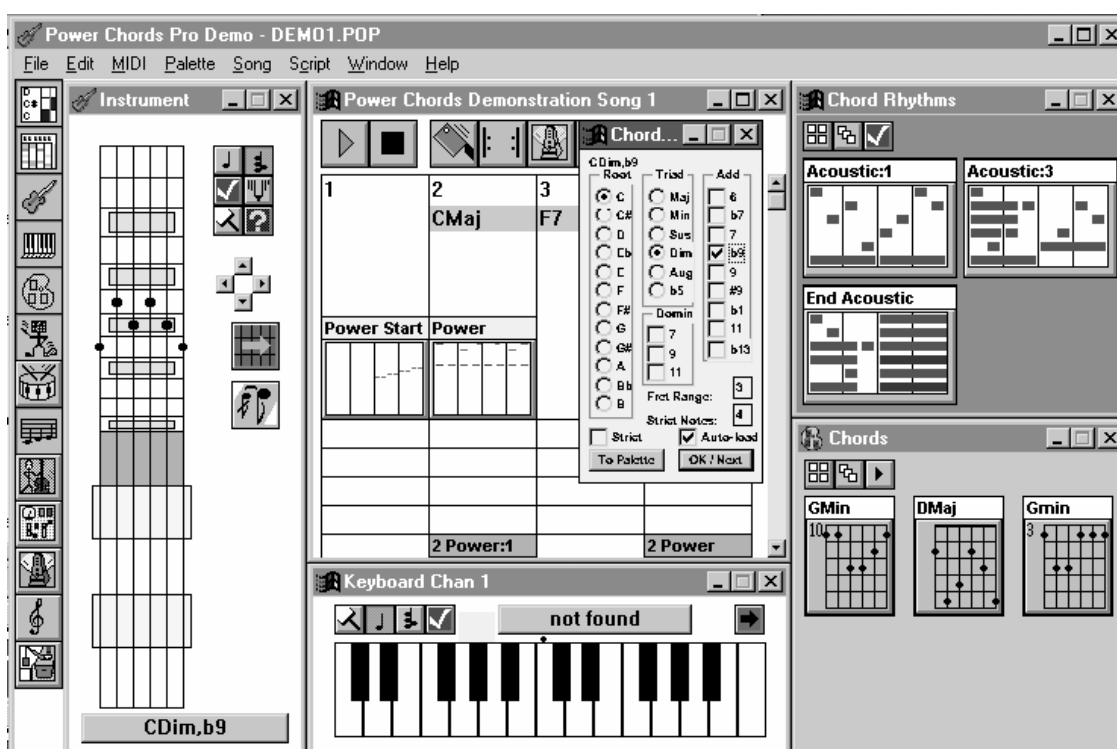 Power Chords Pro Demo - DEMO1.POP
File Edit MIDI Palette Song Script Window Help
Instrument
CDim,b9
Power Chords Demonstration Song 1
1 2 3
CMaj F7
Power Start Power
2 Power:1 2 Power
Chord...
CDim,b9
Root Triad Add
C Maj 6
C# Min b7
D Sus 7
Eb Dim b9
E Aug 9
F b5 #9
F# b1
G 11
G# b13
A
Bb
B
Domin
7
9
11
Fret Range: 3
Strict Notes: 4
Strict Auto-load
To Palette OK / Next
Keyboard Chan 1
not found
Chord Rhythms
Acoustic:1 Acoustic:3
End Acoustic
Chords
GMin DMaj Gmin
10 3